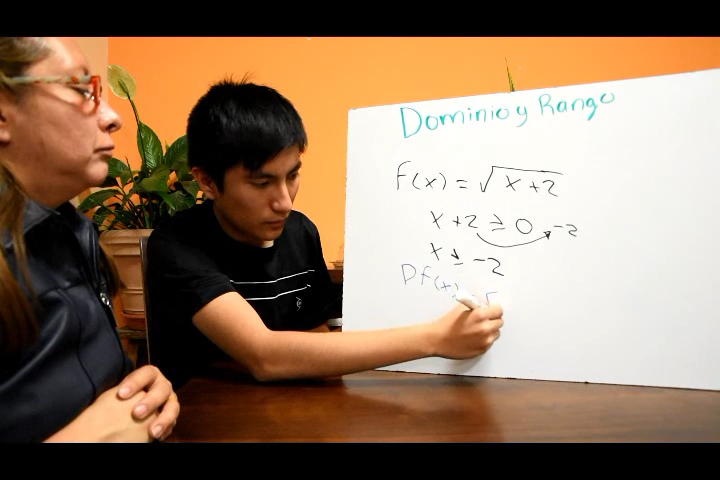 Dominio y Rango
f(x) = √x+2
x+2 ≥ 0 -2
x ≥ -2
Df(x)